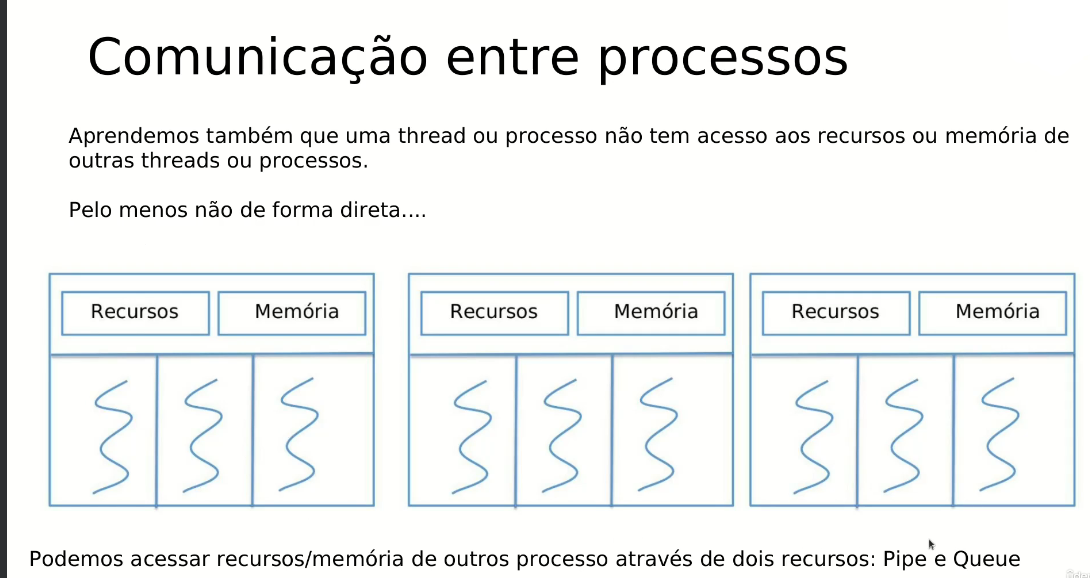 Comunicação entre processos
Aprendemos também que uma thread ou processo não tem acesso aos recursos ou memória de
outras threads ou processos.
Pelo menos não de forma direta....
Recursos Memória Recursos Memória Recursos Memória
Podemos acessar recursos/memória de outros processo através de dois recursos: Pipe e Queue